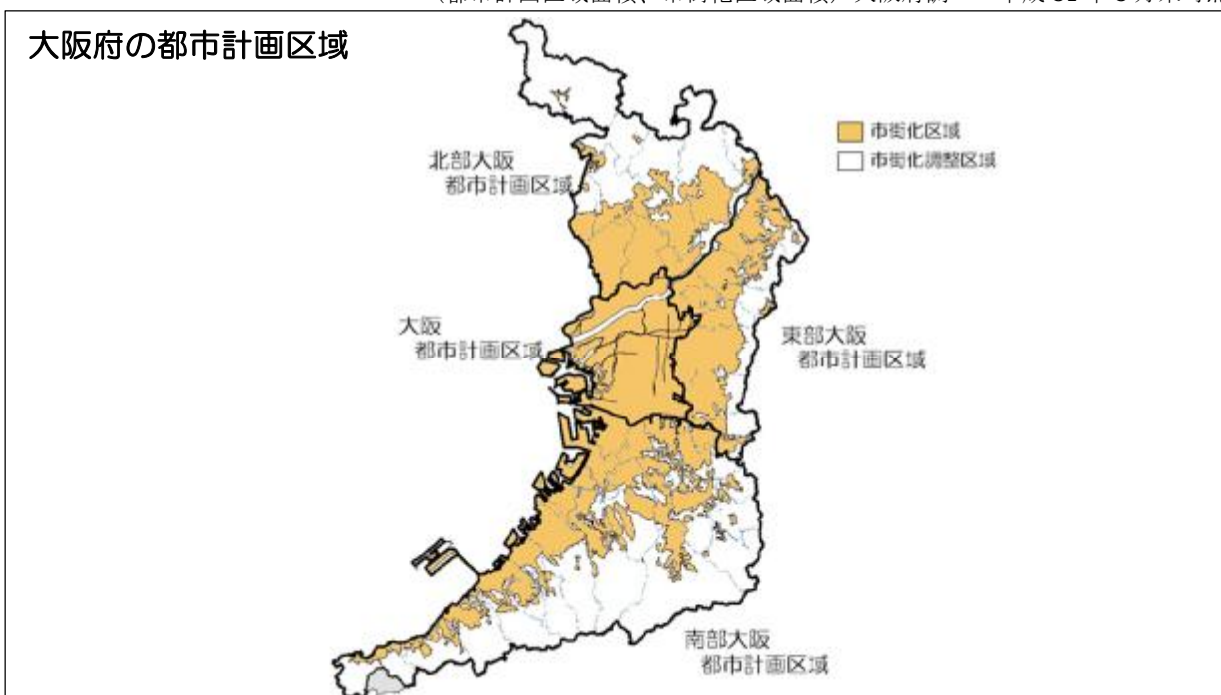 大阪府の都市計画区域
市街化区域
市街化調整区域
北部大阪
都市計画区域
大阪
都市計画区域
東部大阪
都市計画区域
南部大阪
都市計画区域